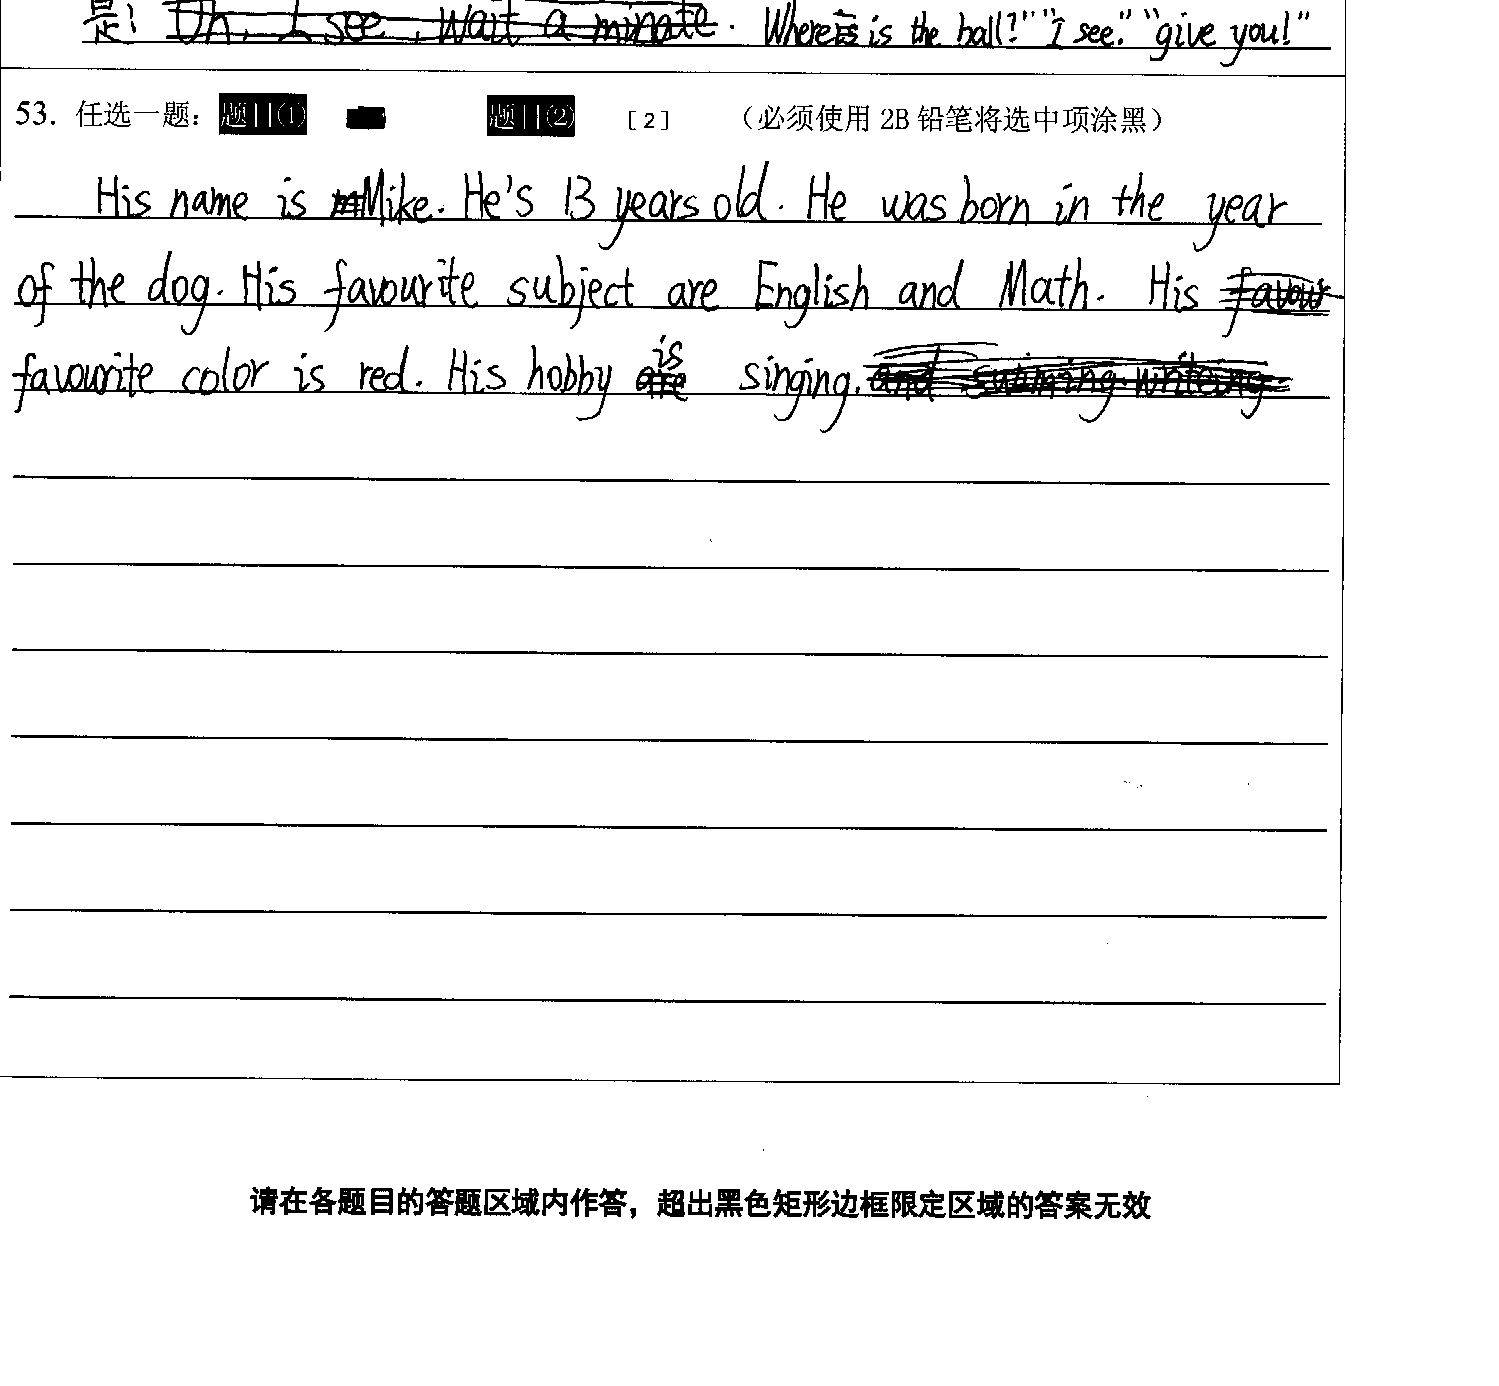 是! Oh, I see, wait a minate. Where is is the ball?" "I see." "give you!"
53. 任选一题: 题目(1) 题目(2) [2] (必须使用 2B 铅笔将选中项涂黑)
His name is mMike. He's 13 years old. He was born in the year
of the dog. His favourite subject are English and Math. His favour
favourite color is red. His hobby are is singing. and
请在各题目的答题区域内作答，超出黑色矩形边框限定区域的答案无效